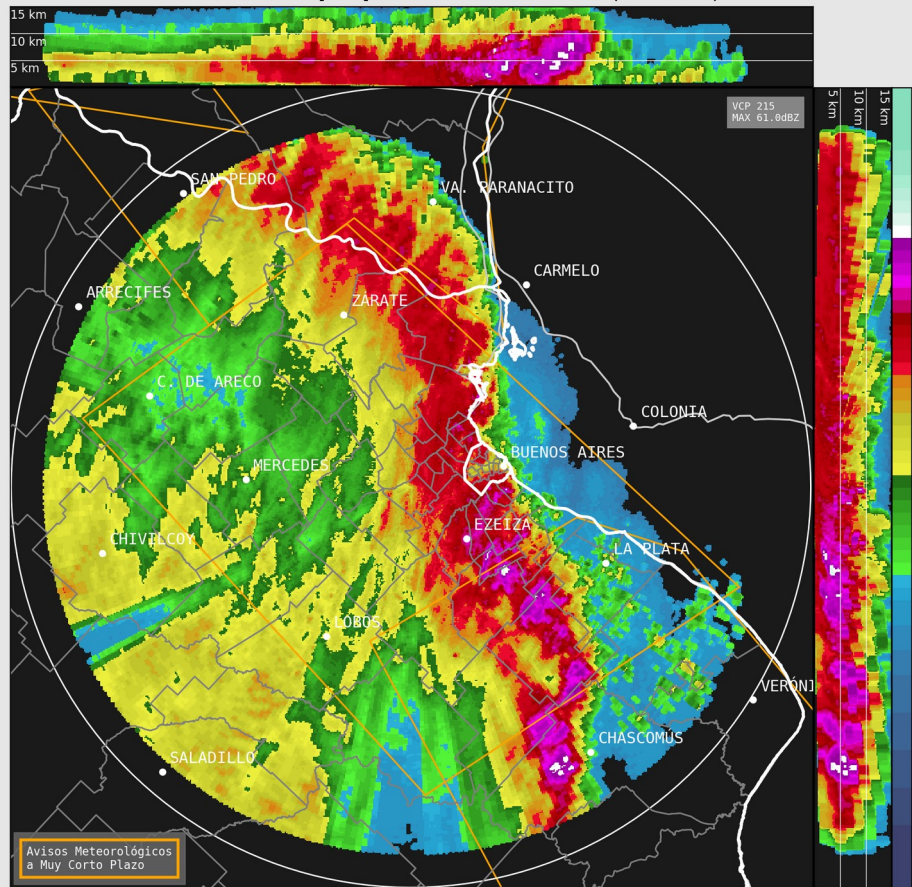 15 km
10 km
5 km
5 km
10 km
15 km
VCP 215
MAX 61.0dBZ
SAN PEDRO
VA. PARANACITO
CARMELO
ARRECIFES
ZARATE
C. DE ARECO
COLONIA
BUENOS AIRES
MERCEDES
EZEIZA
CHIVILCOY
LA PLATA
LOBOS
VERÓNI
CHASCOMÚS
SALADILLO
Avisos Meteorológicos
a Muy Corto Plazo